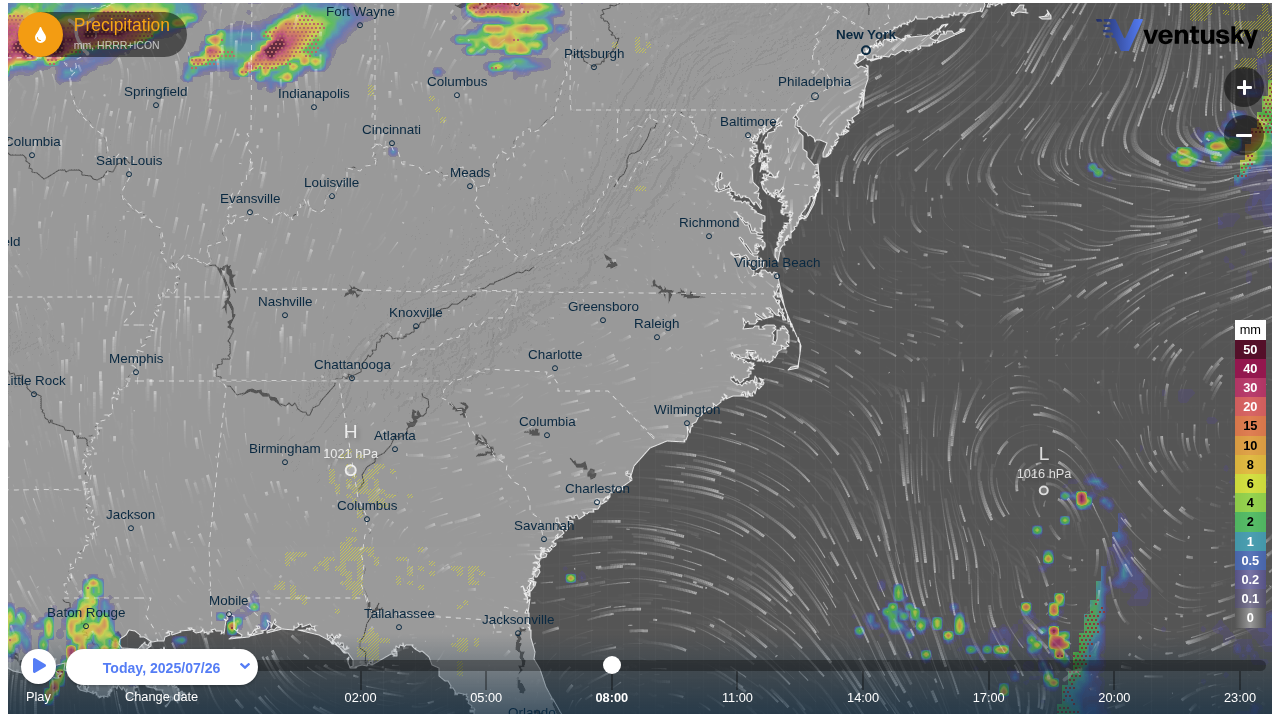 Precipitation
mm, HRRR+ICON
Fort Wayne
New York
ventusky
Pittsburgh
Columbus
Philadelphia
Springfield
Indianapolis
Baltimore
Cincinnati
Columbia
Saint Louis
Meads
Louisville
Evansville
Richmond
eld
Virginia Beach
Nashville
Knoxville
Greensboro
Raleigh
Memphis
Charlotte
Chattanooga
Little Rock
Wilmington
Columbia
H
Atlanta
Birmingham
1021 hPa
L
1016 hPa
Charleston
Columbus
Jackson
Savannah
Mobile
Baton Rouge
Tallahassee
Jacksonville
Orlando
mm
50
40
30
20
15
10
8
6
4
2
1
0.5
0.2
0.1
0
Today, 2025/07/26
Play
Change date
02:00
05:00
08:00
11:00
14:00
17:00
20:00
23:00